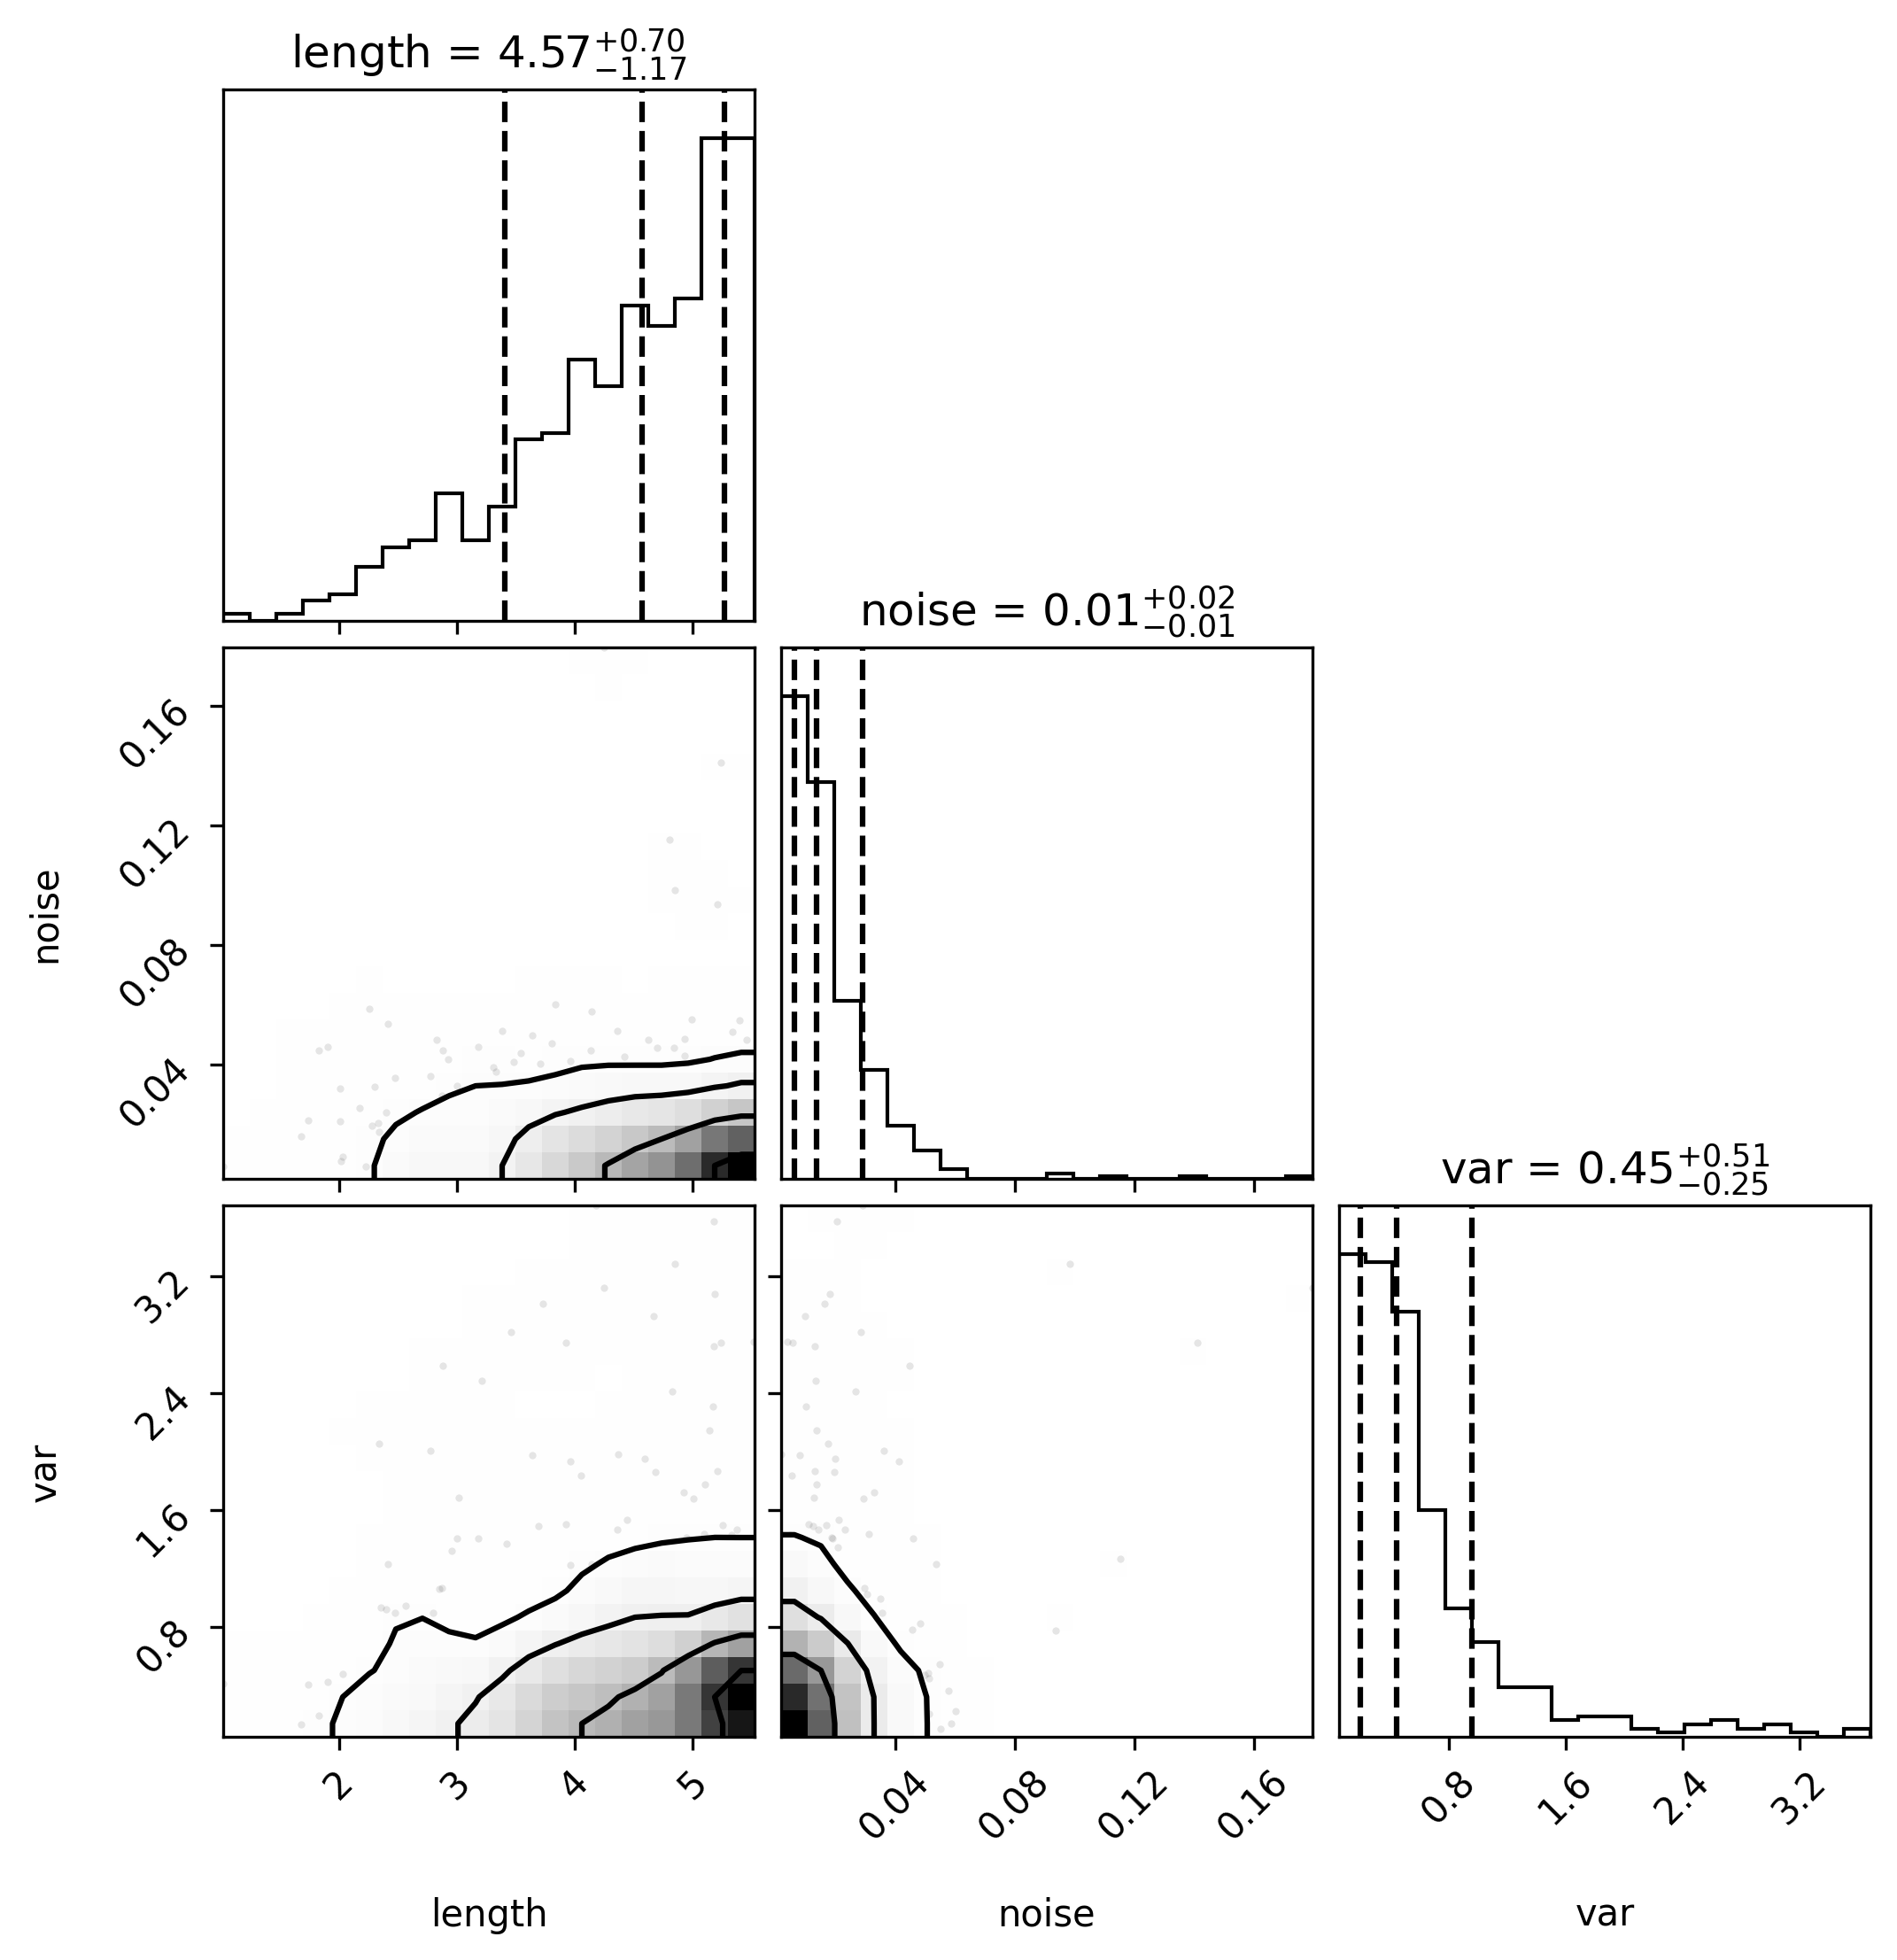 length = 4.57+0.70−1.17
noise = 0.01+0.02−0.01
0.16
0.12
0.08
0.04
noise
var = 0.45+0.51−0.25
3.2
2.4
1.6
0.8
var
2 3 4 5 0.04 0.08 0.12 0.16 0.8 1.6 2.4 3.2
length noise var